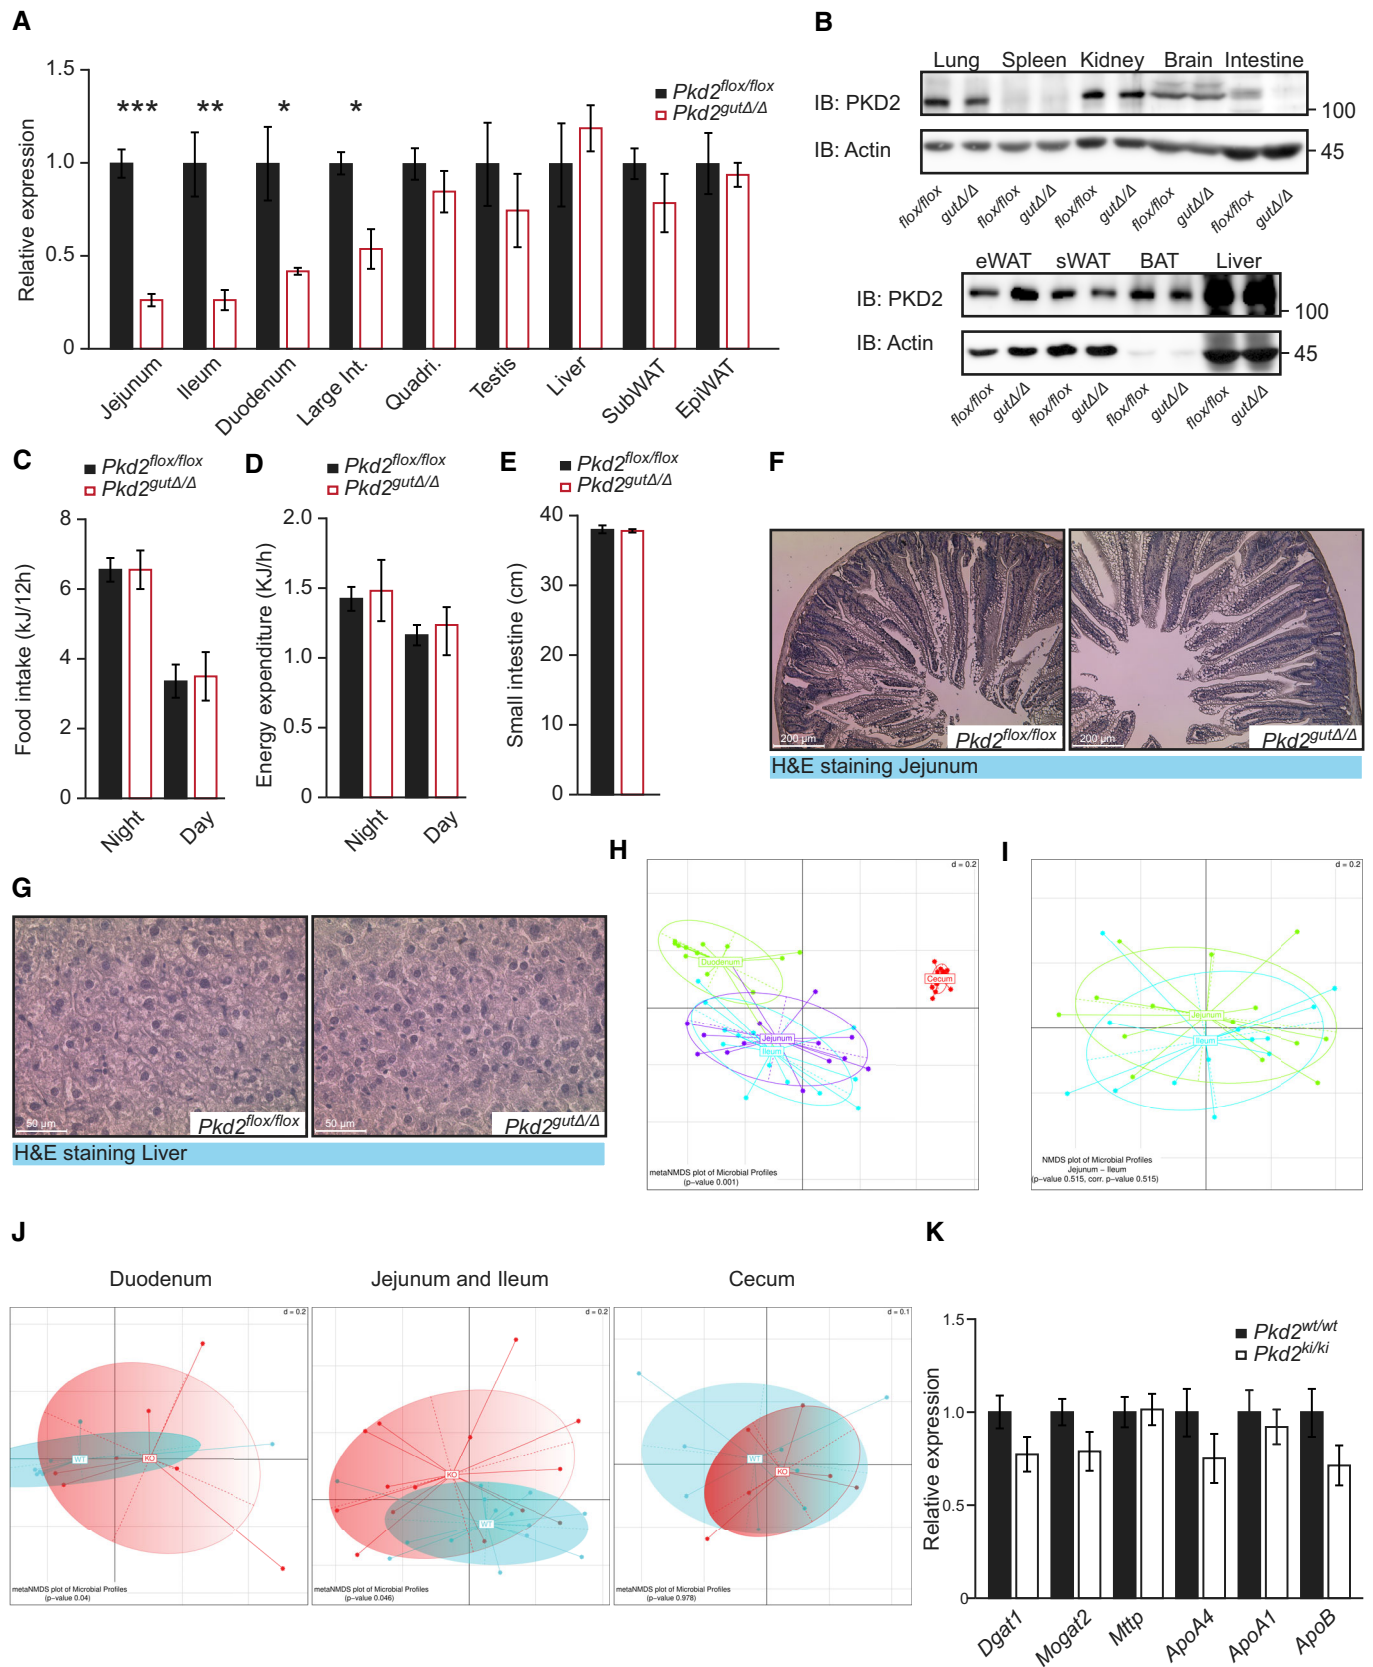 A
1.5
1.0
0.5
0
Relative expression
*** ** * *
Pkd2flox/flox
Pkd2gutΔ/Δ
Jejunum Ileum Duodenum Large Int. Quadri. Testis Liver SubWAT EpiWAT
B
Lung Spleen Kidney Brain Intestine
IB: PKD2
100
IB: Actin
45
flox/flox gutΔ/Δ flox/flox gutΔ/Δ flox/flox gutΔ/Δ flox/flox gutΔ/Δ flox/flox gutΔ/Δ
eWAT sWAT BAT Liver
IB: PKD2
100
IB: Actin
45
flox/flox gutΔ/Δ flox/flox gutΔ/Δ flox/flox gutΔ/Δ flox/flox gutΔ/Δ
C
Pkd2flox/flox
Pkd2gutΔ/Δ
8
6
4
2
0
Food intake (kJ/12h)
Night Day
D
Pkd2flox/flox
Pkd2gutΔ/Δ
2.0
1.5
1.0
0.5
0
Energy expenditure (KJ/h)
Night Day
E
Pkd2flox/flox
Pkd2gutΔ/Δ
40
30
20
10
0
Small intestine (cm)
F
200 µm
Pkd2flox/flox
200 µm
Pkd2gutΔ/Δ
H&E staining Jejunum
G
50 µm
Pkd2flox/flox
50 µm
Pkd2gutΔ/Δ
H&E staining Liver
H
d = 0.2
Duodenum
Cecum
Jejunum
Ileum
metaNMDS plot of Microbial Profiles
(p-value 0.001)
I
d = 0.2
Jejunum
Ileum
NMDS plot of Microbial Profiles
Jejunum - Ileum
(p-value 0.515, corr. p-value 0.515)
J
Duodenum
d = 0.2
WT
KO
metaNMDS plot of Microbial Profiles
(p-value 0.04)
Jejunum and Ileum
d = 0.2
KO
WT
metaNMDS plot of Microbial Profiles
(p-value 0.046)
Cecum
d = 0.1
WT
KO
metaNMDS plot of Microbial Profiles
(p-value 0.978)
K
1.5
1.0
0.5
0
Relative expression
Pkd2wt/wt
Pkd2ki/ki
Dgat1 Mogat2 Mttp ApoA4 ApoA1 ApoB